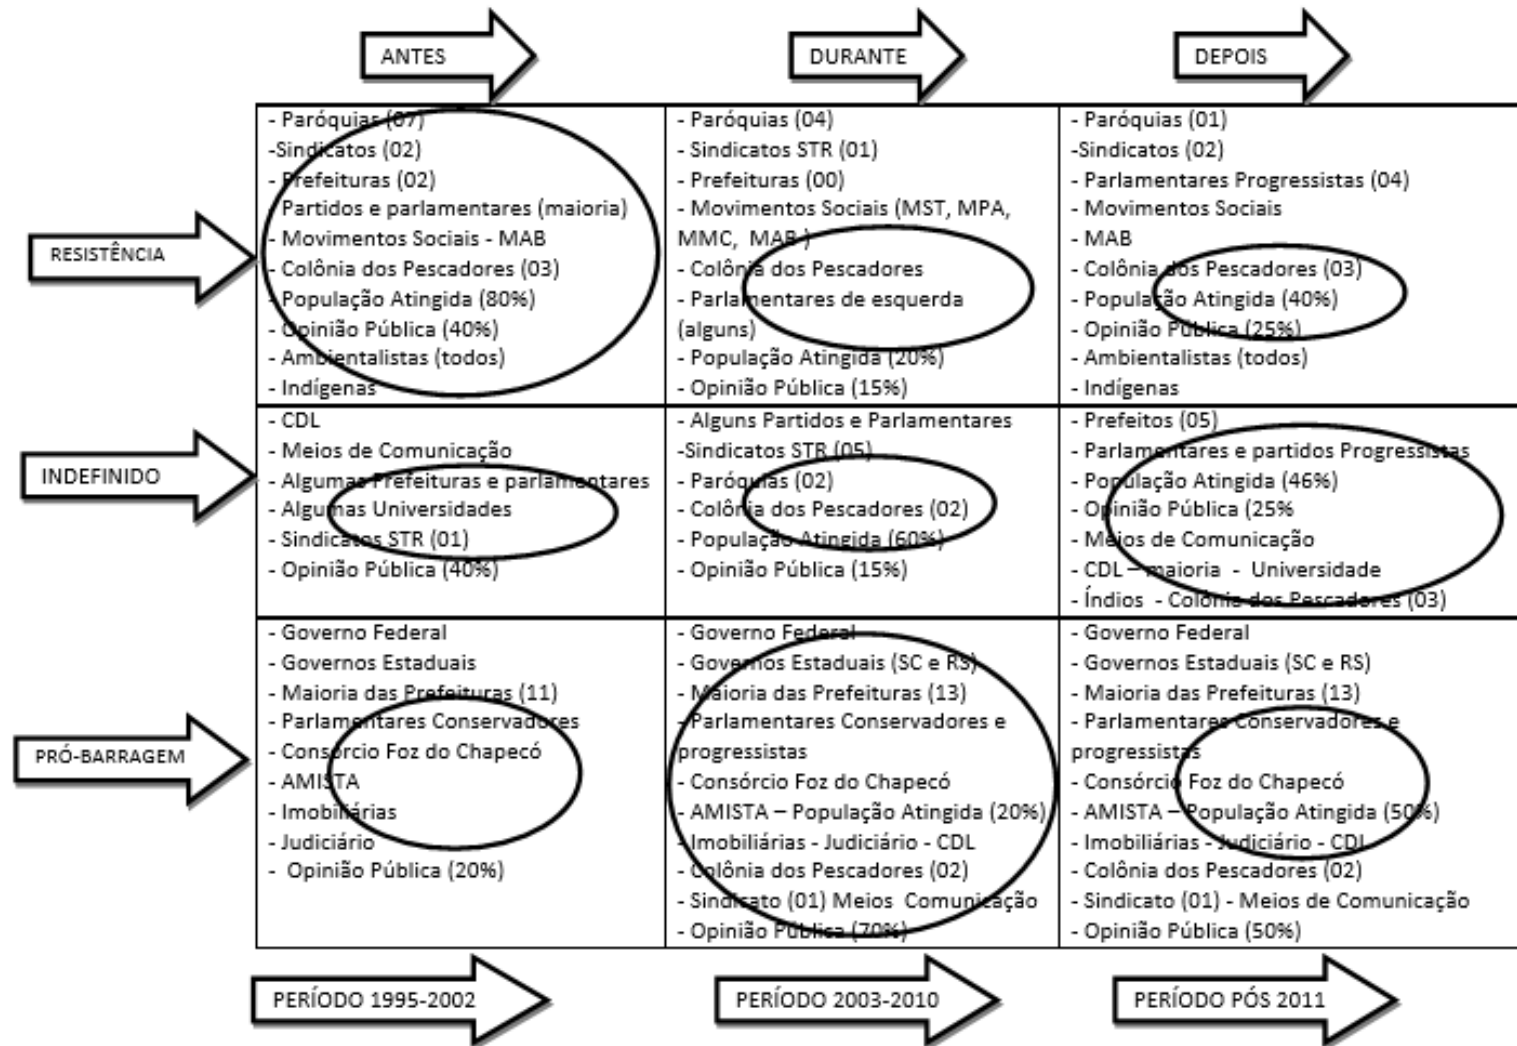 ANTES
DURANTE
DEPOIS
RESISTÊNCIA
- Paróquias (07)
-Sindicatos (02)
- Prefeituras (02)
Partidos e parlamentares (maioria)
- Movimentos Sociais - MAB
- Colônia dos Pescadores (03)
- População Atingida (80%)
- Opinião Pública (40%)
- Ambientalistas (todos)
- Indígenas
- Paróquias (04)
- Sindicatos STR (01)
- Prefeituras (00)
- Movimentos Sociais (MST, MPA,
MMC, MAB )
- Colônia dos Pescadores
- Parlamentares de esquerda
(alguns)
- População Atingida (20%)
- Opinião Pública (15%)
- Paróquias (01)
-Sindicatos (02)
- Parlamentares Progressistas (04)
- Movimentos Sociais
- MAB
- Colônia dos Pescadores (03)
- População Atingida (40%)
- Opinião Pública (25%)
- Ambientalistas (todos)
- Indígenas
INDEFINIDO
- CDL
- Meios de Comunicação
- Algumas Prefeituras e parlamentares
- Algumas Universidades
- Sindicatos STR (01)
- Opinião Pública (40%)
- Alguns Partidos e Parlamentares
-Sindicatos STR (05)
- Paróquias (02)
- Colônia dos Pescadores (02)
- População Atingida (60%)
- Opinião Pública (15%)
- Prefeitos (05)
- Parlamentares e partidos Progressistas
- População Atingida (46%)
- Opinião Pública (25%
- Meios de Comunicação
- CDL – maioria - Universidade
- Índios - Colônia dos Pescadores (03)
PRÓ-BARRAGEM
- Governo Federal
- Governos Estaduais
- Maioria das Prefeituras (11)
- Parlamentares Conservadores
- Consórcio Foz do Chapecó
- AMISTA
- Imobiliárias
- Judiciário
- Opinião Pública (20%)
- Governo Federal
- Governos Estaduais (SC e RS)
- Maioria das Prefeituras (13)
- Parlamentares Conservadores e
progressistas
- Consórcio Foz do Chapecó
- AMISTA – População Atingida (20%)
- Imobiliárias - Judiciário - CDL
- Colônia dos Pescadores (02)
- Sindicato (01) Meios Comunicação
- Opinião Pública (70%)
- Governo Federal
- Governos Estaduais (SC e RS)
- Maioria das Prefeituras (13)
- Parlamentares Conservadores e
progressistas
- Consórcio Foz do Chapecó
- AMISTA – População Atingida (50%)
- Imobiliárias - Judiciário - CDL
- Colônia dos Pescadores (02)
- Sindicato (01) - Meios de Comunicação
- Opinião Pública (50%)
PERÍODO 1995-2002
PERÍODO 2003-2010
PERÍODO PÓS 2011